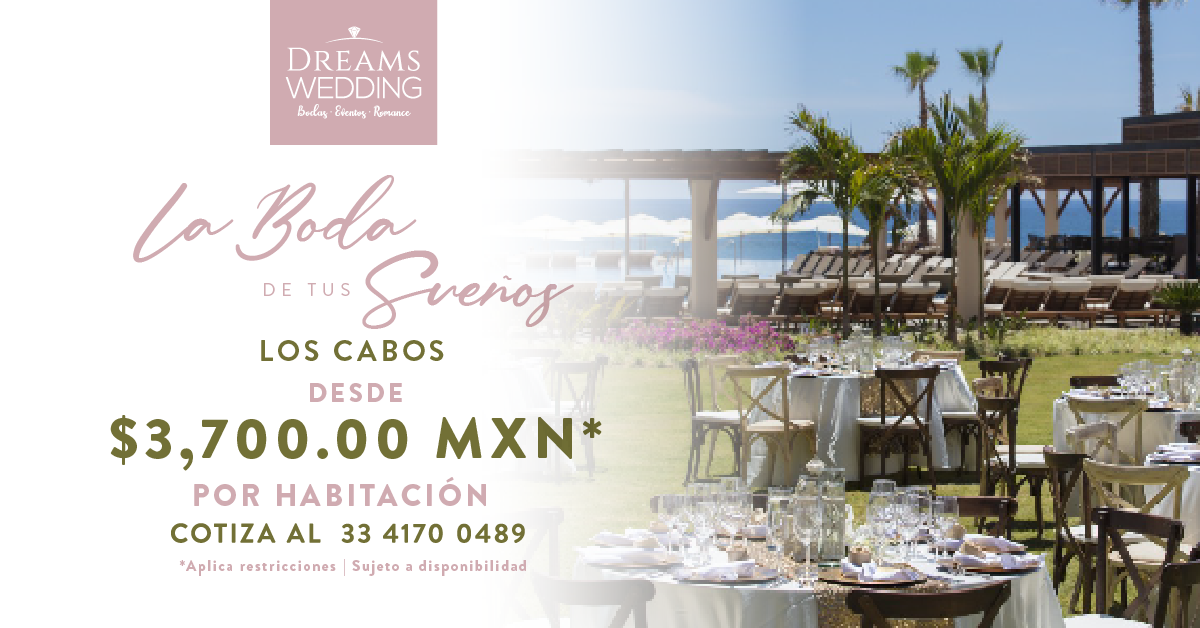 DREAMS
WEDDING
Bodas · Eventos · Romance
La Boda
DE TUS Sueños
LOS CABOS
DESDE
$3,700.00 MXN*
POR HABITACIÓN
COTIZA AL 33 4170 0489
*Aplica restricciones | Sujeto a disponibilidad